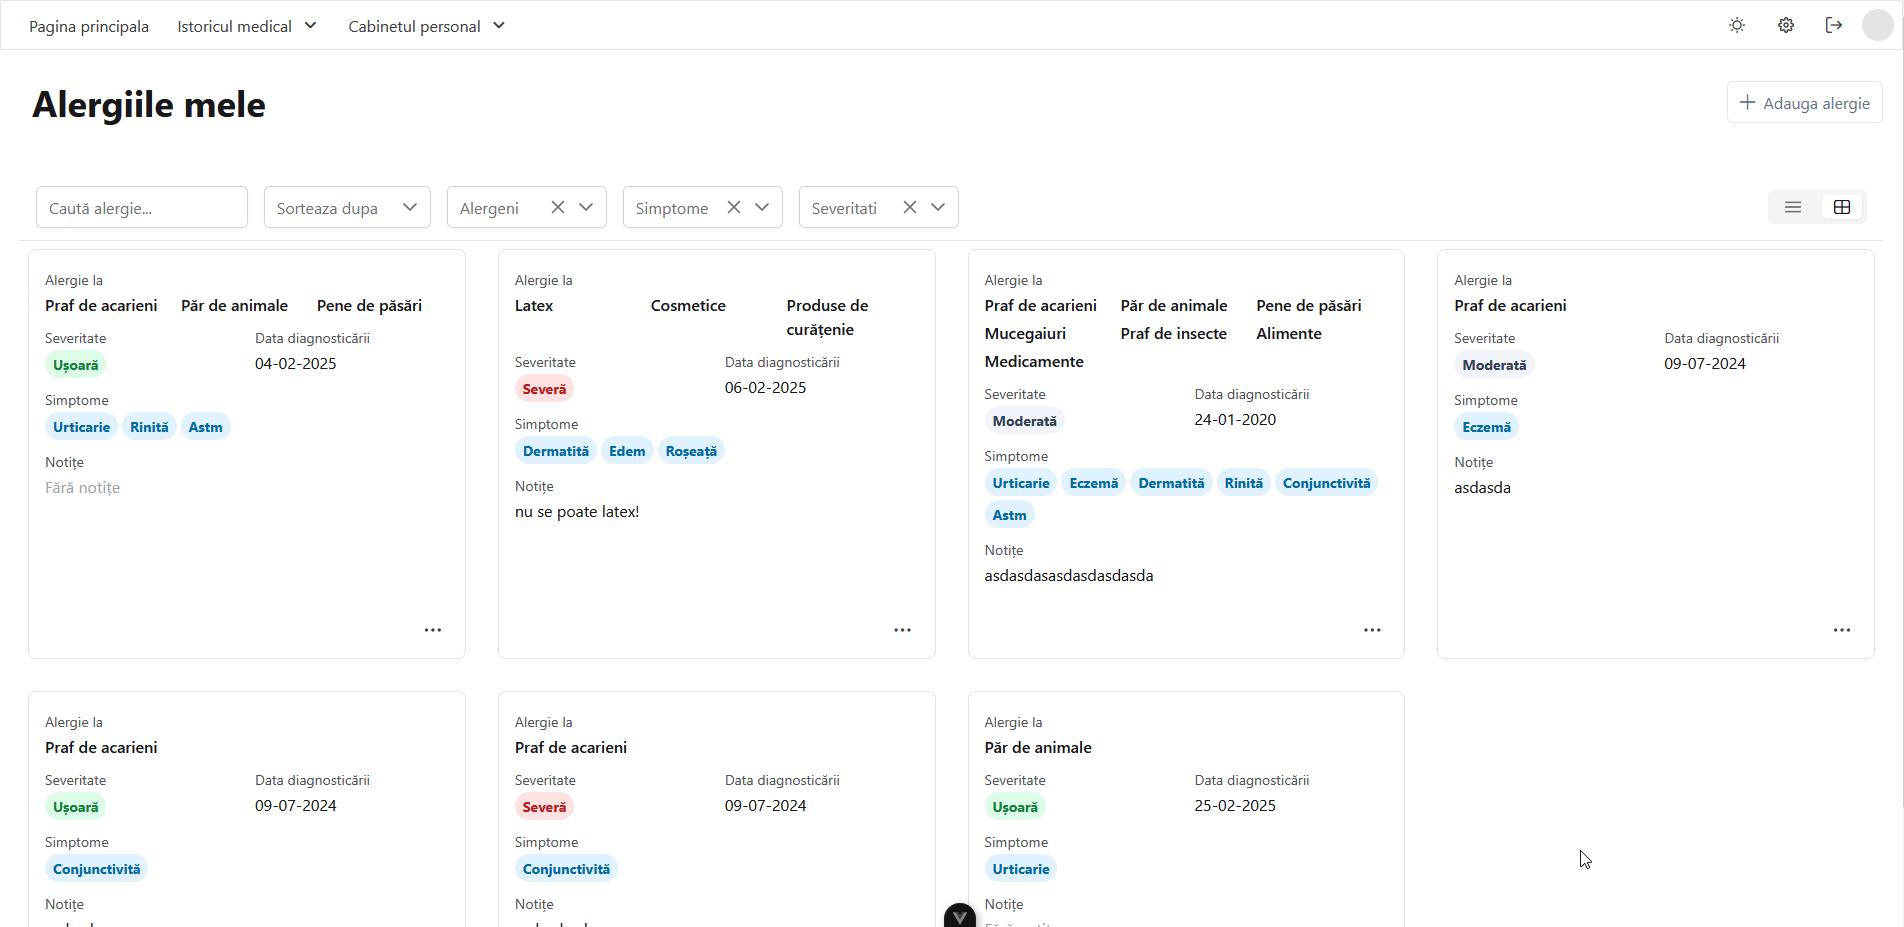 Pagina principala Istoricul medical Cabinetul personal
Alergiile mele
Adauga alergie
Caută alergie... Sorteaza dupa Alergeni Simptome Severitati
Alergie la
Praf de acarieni Păr de animale Pene de păsări
Severitate Data diagnosticării
Ușoară 04-02-2025
Simptome
Urticarie Rinită Astm
Notițe
Fără notițe
Alergie la
Latex Cosmetice Produse de
curățenie
Severitate Data diagnosticării
Severă 06-02-2025
Simptome
Dermatită Edem Roșeață
Notițe
nu se poate latex!
Alergie la
Praf de acarieni Păr de animale Pene de păsări
Mucegaiuri Praf de insecte Alimente
Medicamente
Severitate Data diagnosticării
Moderată 24-01-2020
Simptome
Urticarie Eczemă Dermatită Rinită Conjunctivită
Astm
Notițe
asdasdasasdasdasdasda
Alergie la
Praf de acarieni
Severitate Data diagnosticării
Moderată 09-07-2024
Simptome
Eczemă
Notițe
asdasda
Alergie la
Praf de acarieni
Severitate Data diagnosticării
Ușoară 09-07-2024
Simptome
Conjunctivită
Notițe
Alergie la
Praf de acarieni
Severitate Data diagnosticării
Severă 09-07-2024
Simptome
Conjunctivită
Notițe
Alergie la
Păr de animale
Severitate Data diagnosticării
Ușoară 25-02-2025
Simptome
Urticarie
Notițe